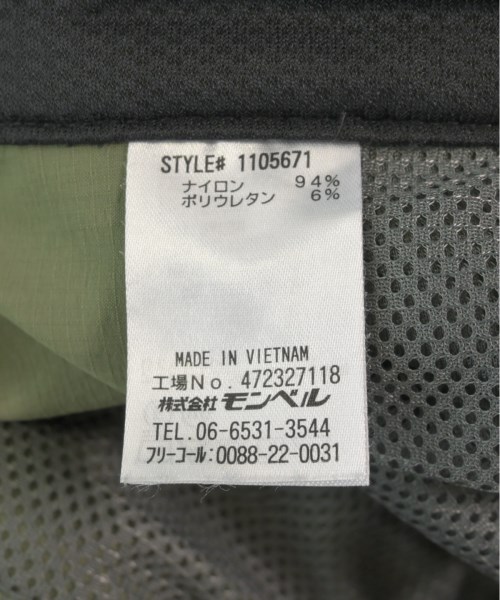 STYLE# 1105671
ナイロン 94%
ポリウレタン 6%
MADE IN VIETNAM
工場No. 472327118
株式会社 モンベル
TEL. 06-6531-3544
フリーコール:0088-22-0031